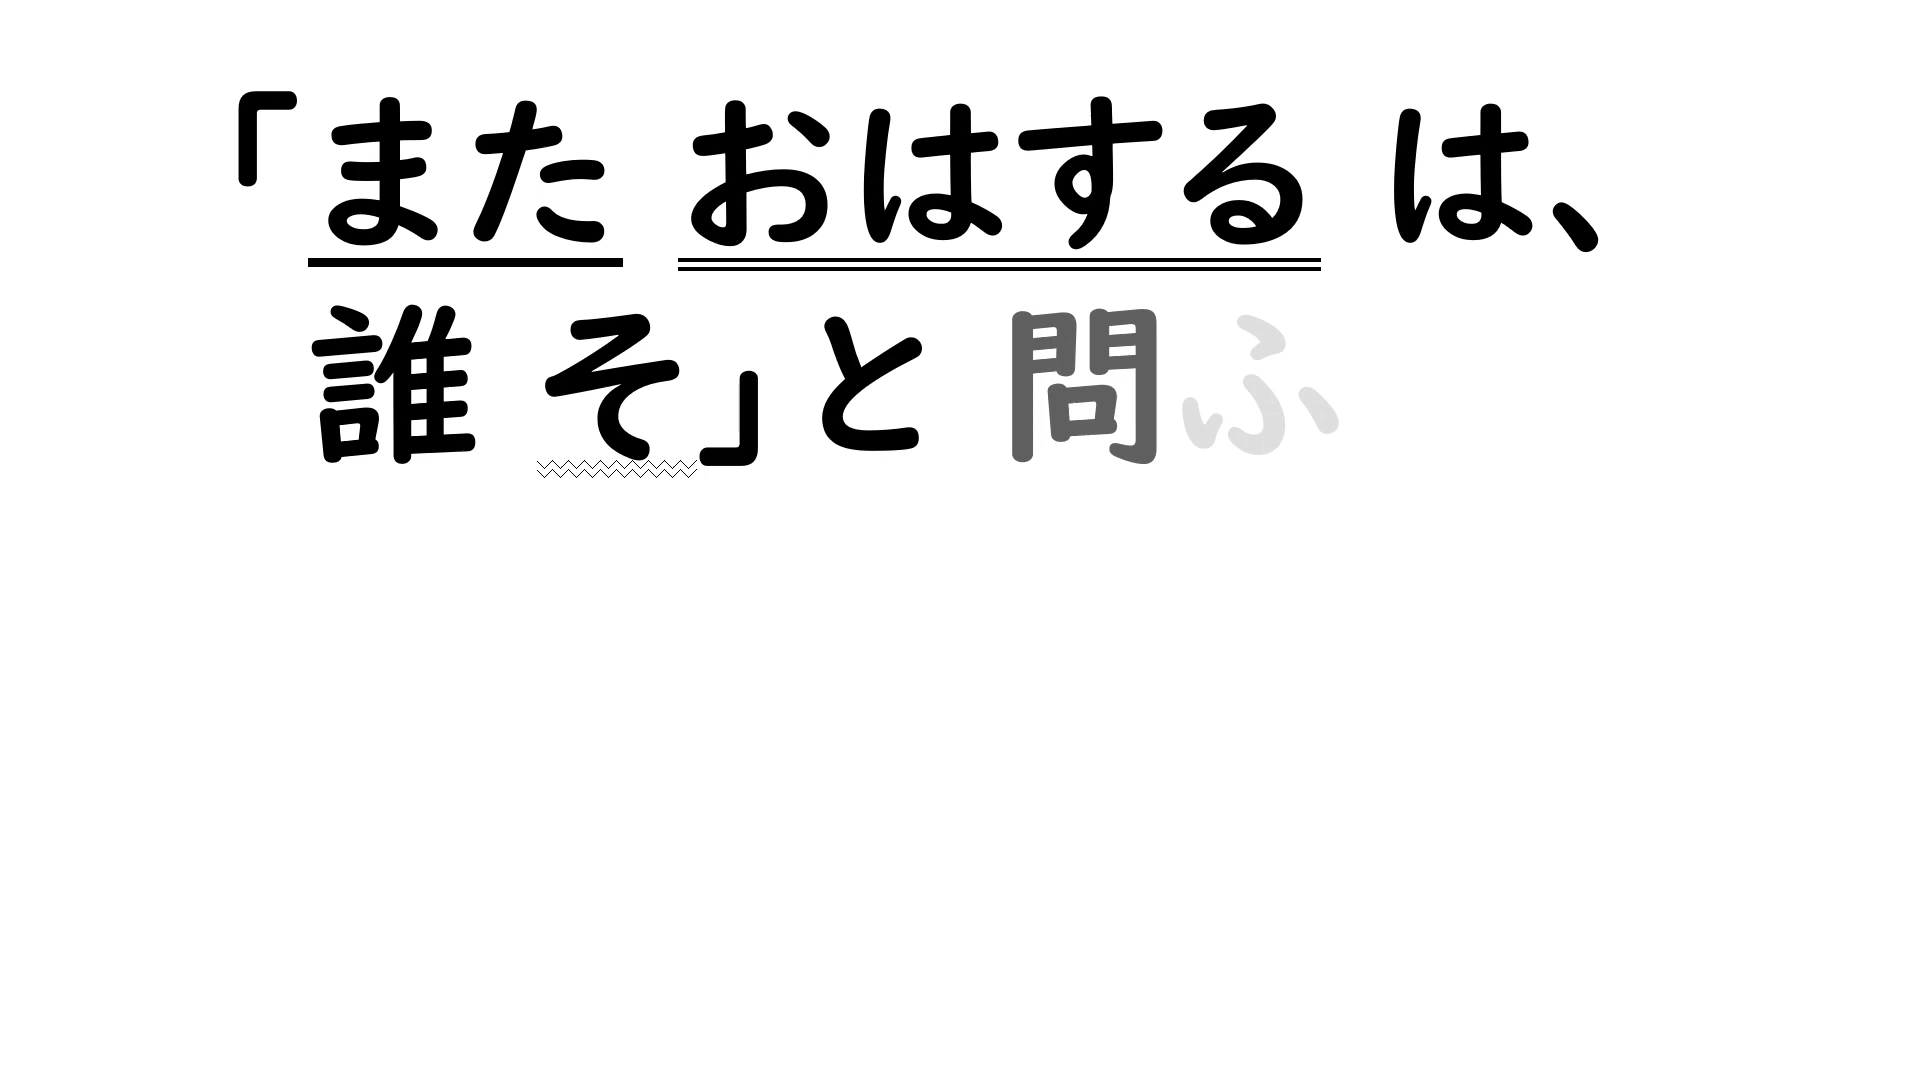 「また おはする は、
誰 そ」と 問ふ